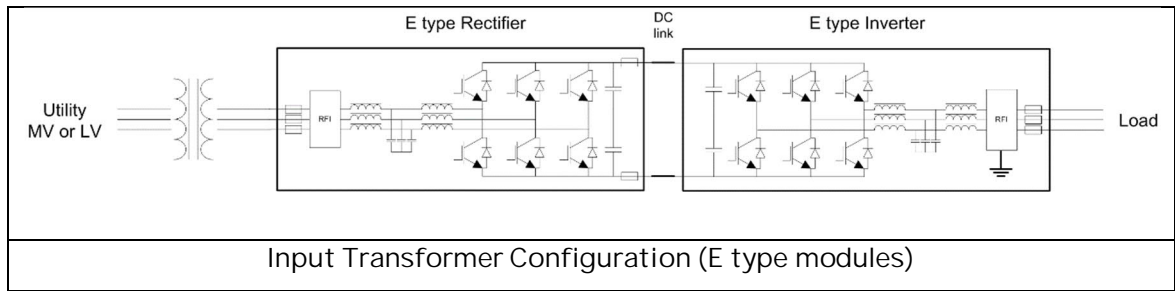 E type Rectifier
DC
link
E type Inverter
Utility
MV or LV
RFI
RFI
Load
Input Transformer Configuration (E type modules)